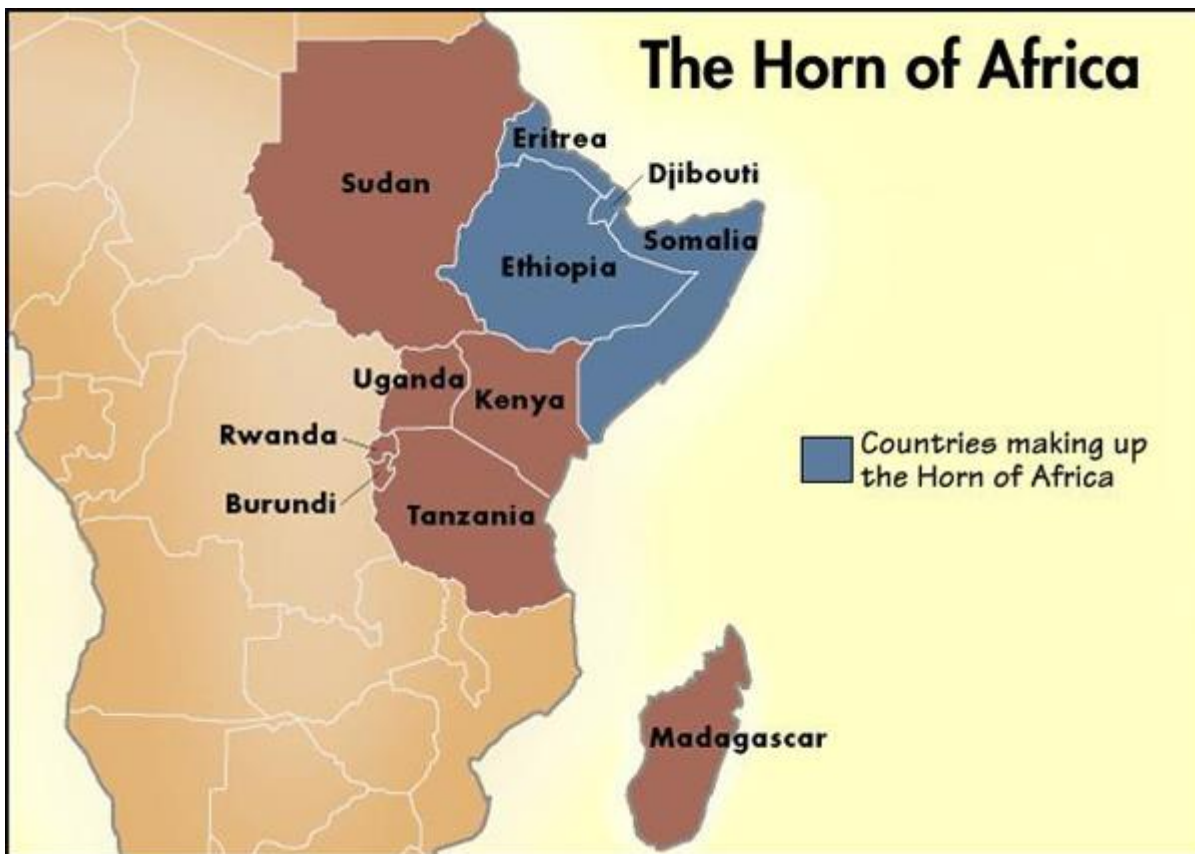 The Horn of Africa
Eritrea
Djibouti
Sudan
Somalia
Ethiopia
Uganda
Kenya
Rwanda
Countries making up
the Horn of Africa
Burundi
Tanzania
Madagascar